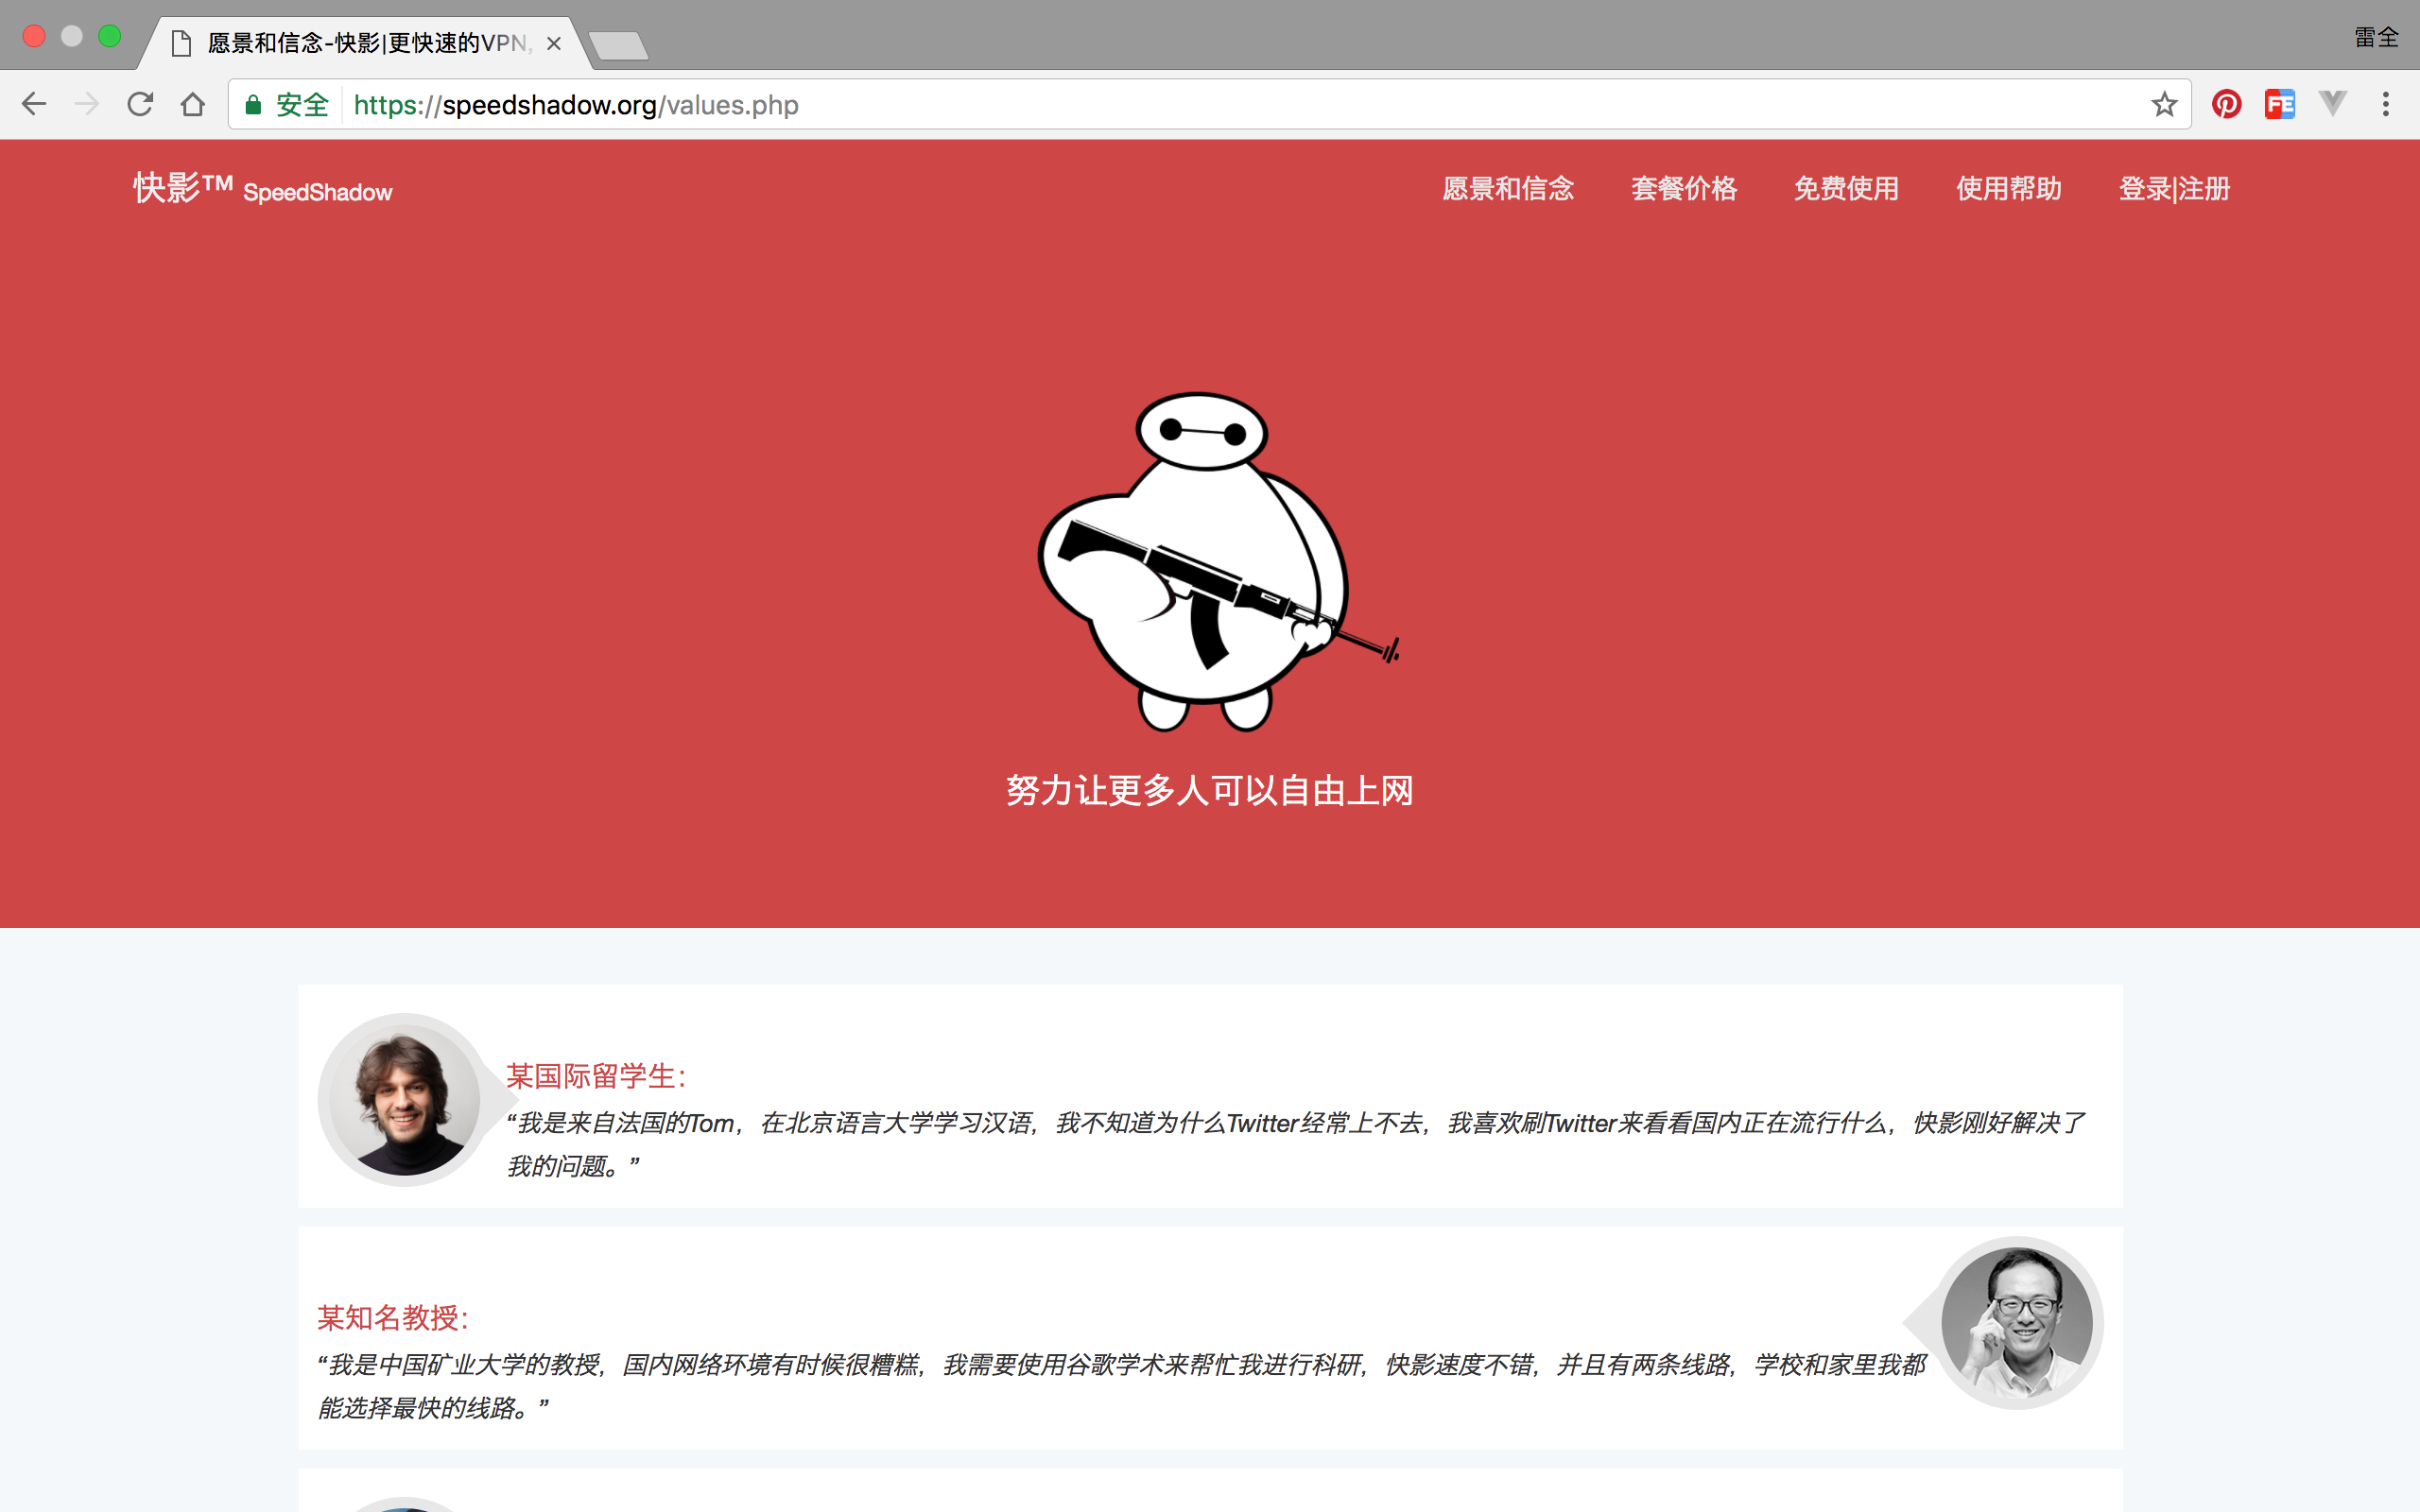 愿景和信念-快影|更快速的VPN,
雷全
安全 https://speedshadow.org/values.php
FE
快影™ SpeedShadow
愿景和信念 套餐价格 免费使用 使用帮助 登录|注册
努力让更多人可以自由上网
某国际留学生：
“我是来自法国的Tom，在北京语言大学学习汉语，我不知道为什么Twitter经常上不去，我喜欢刷Twitter来看看国内正在流行什么，快影刚好解决了
我的问题。”
某知名教授：
“我是中国矿业大学的教授，国内网络环境有时候很糟糕，我需要使用谷歌学术来帮忙我进行科研，快影速度不错，并且有两条线路，学校和家里我都
能选择最快的线路。”